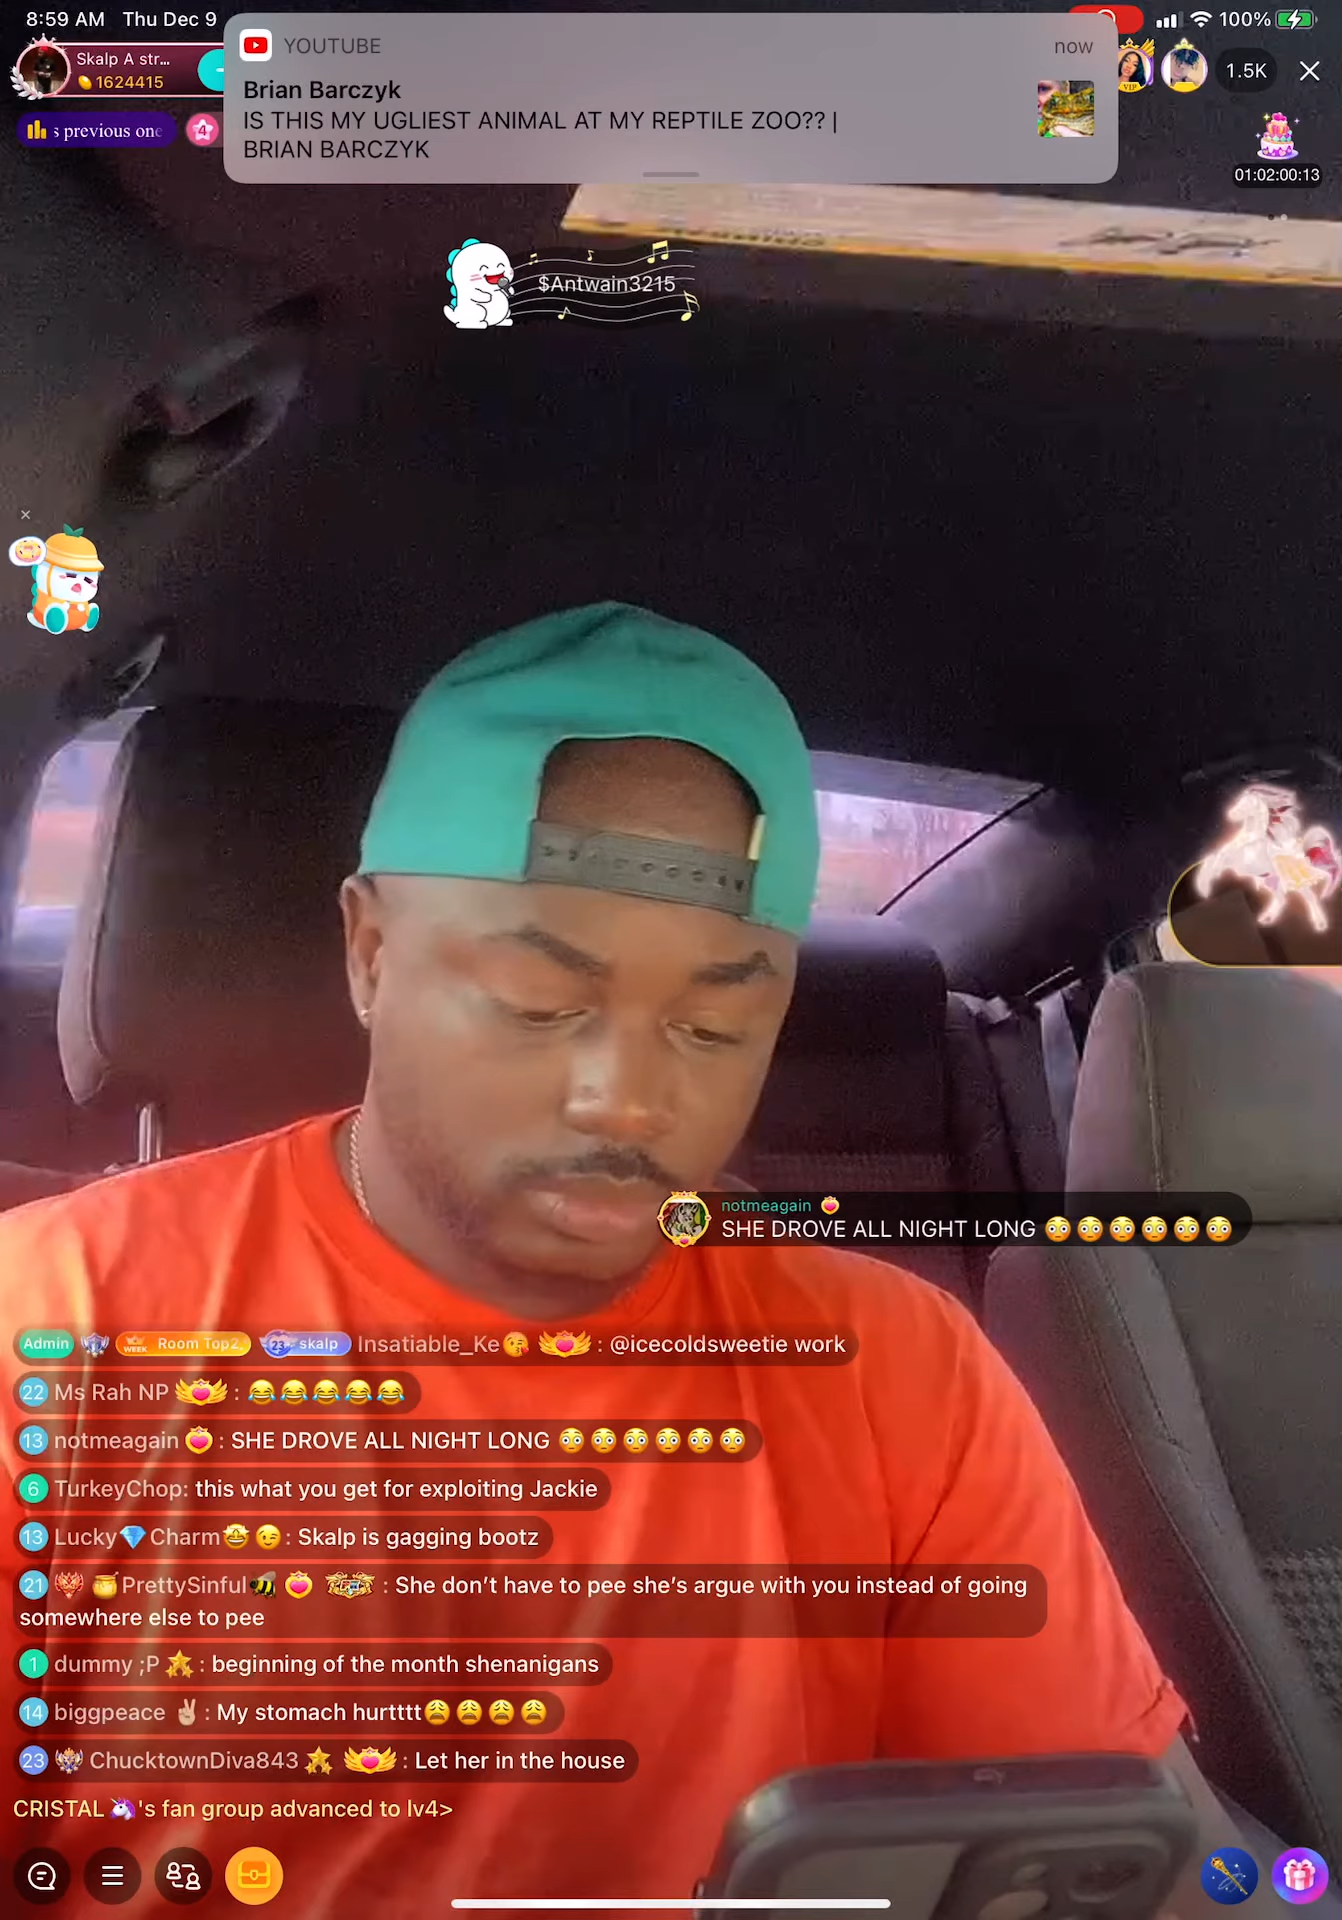 8:59 AM Thu Dec 9
100%
Skalp A str...
1624415
YOUTUBE
now
Brian Barczyk
IS THIS MY UGLIEST ANIMAL AT MY REPTILE ZOO?? |
BRIAN BARCZYK
VIP
1.5K
s previous one
4
01:02:00:13
$Antwain3215
notmeagain
SHE DROVE ALL NIGHT LONG 😳😳😳😳😳😳
Admin WEEK Room Top2 23 skalp Insatiable_Ke😘 : @icecoldsweetie work
22 Ms Rah NP : 😂😂😂😂😂
13 notmeagain : SHE DROVE ALL NIGHT LONG 😳😳😳😳😳😳
6 TurkeyChop: this what you get for exploiting Jackie
13 Lucky💎Charm🤩😉: Skalp is gagging bootz
21 🍯PrettySinful🐝 : She don't have to pee she's argue with you instead of going
somewhere else to pee
1 dummy ;P : beginning of the month shenanigans
14 biggpeace ✌🏼 : My stomach hurtttt😩😩😩😩
23 ChucktownDiva843 : Let her in the house
CRISTAL 🦄's fan group advanced to lv4>